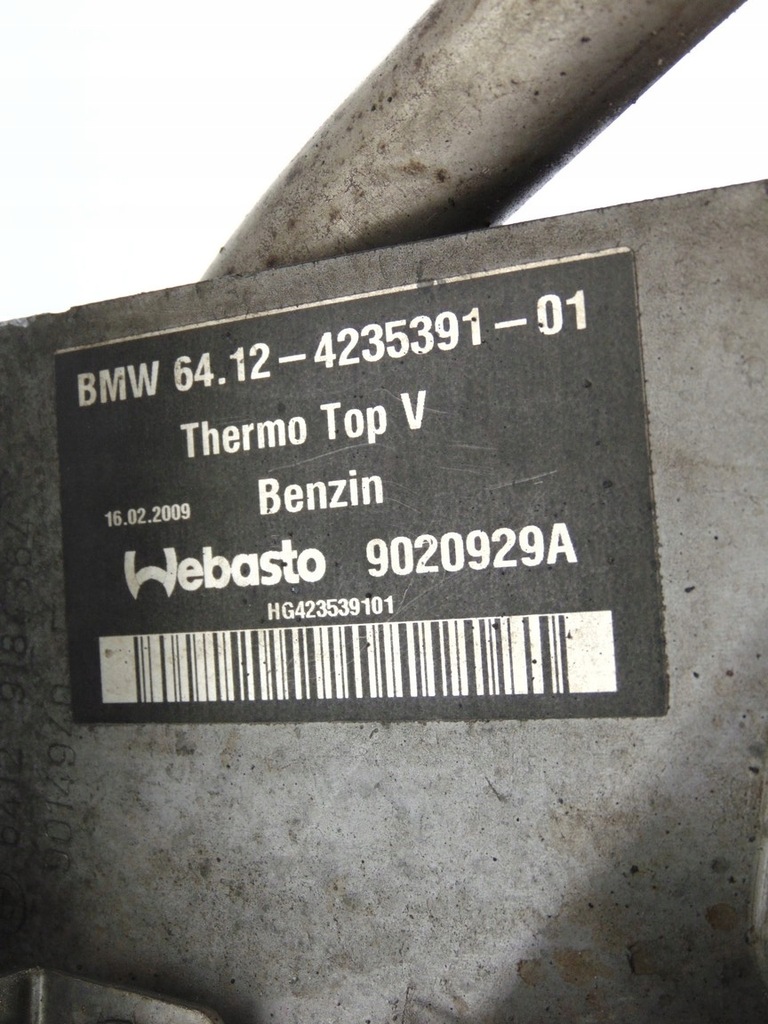 BMW 64.12-4235391-01
Thermo Top V
Benzin
16.02.2009
Webasto 9020929A
HG423539101